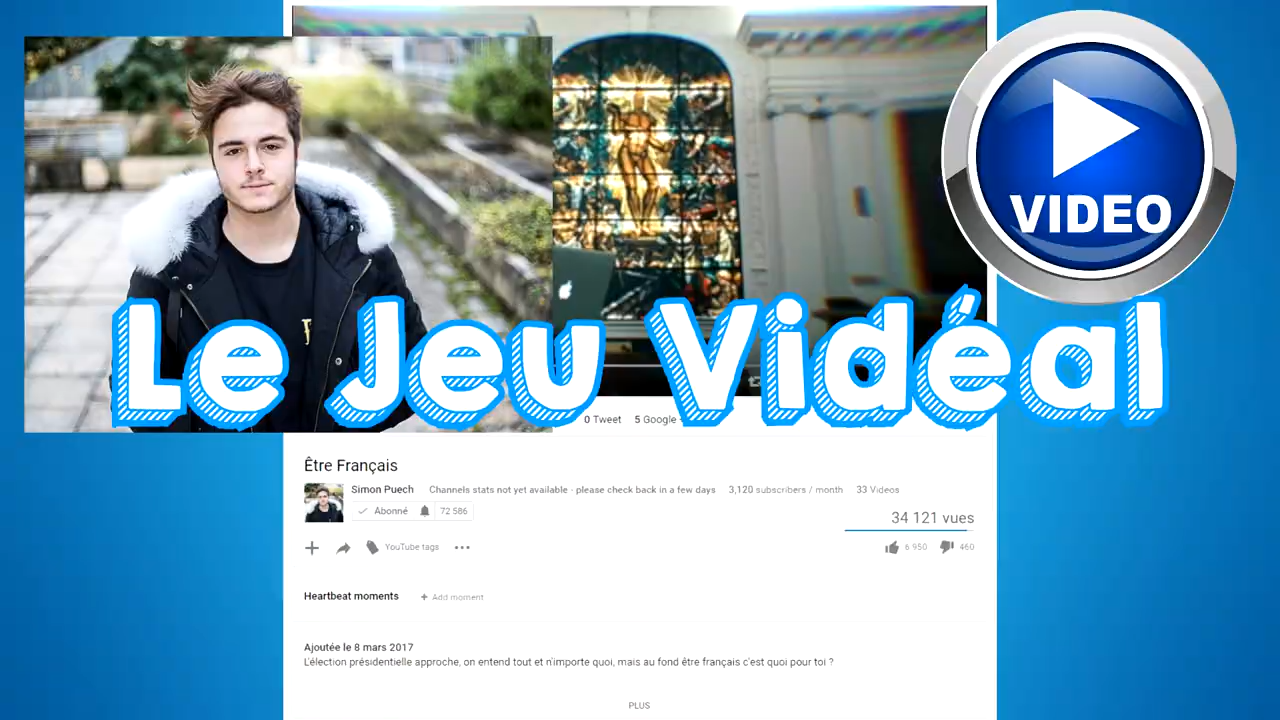 VIDEO
Le Jeu Vidéal
0 Tweet 5 Google +
Être Français
Simon Puech Channels stats not yet available - please check back in a few days 3,120 subscribers / month 33 Videos
Abonné 72 586
34 121 vues
YouTube tags
6 950 460
Heartbeat moments + Add moment
Ajoutée le 8 mars 2017
L'élection présidentielle approche, on entend tout et n'importe quoi, mais au fond être français c'est quoi pour toi ?
PLUS